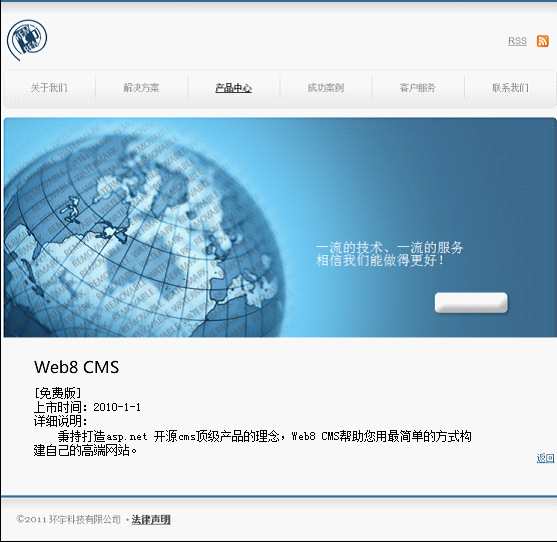 RSS
关于我们 解决方案 产品中心 成功案例 客户服务 联系我们
一流的技术、一流的服务
相信我们能做得更好！
Web8 CMS
[免费版]
上市时间：2010-1-1
详细说明：
秉持打造asp.net 开源cms顶级产品的理念，Web8 CMS帮助您用最简单的方式构
建自己的高端网站。
返回
©2011 环宇科技有限公司 · 法律声明